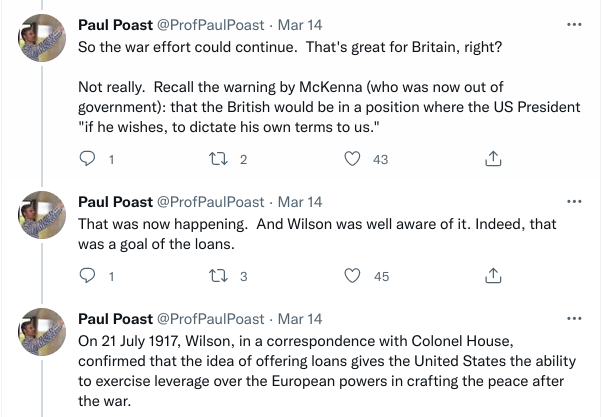 Paul Poast @ProfPaulPoast · Mar 14
So the war effort could continue.  That's great for Britain, right?
Not really.  Recall the warning by McKenna (who was now out of
government): that the British would be in a position where the US President
"if he wishes, to dictate his own terms to us."
1 2 43
Paul Poast @ProfPaulPoast · Mar 14
That was now happening.  And Wilson was well aware of it. Indeed, that
was a goal of the loans.
1 3 45
Paul Poast @ProfPaulPoast · Mar 14
On 21 July 1917, Wilson, in a correspondence with Colonel House,
confirmed that the idea of offering loans gives the United States the ability
to exercise leverage over the European powers in crafting the peace after
the war.